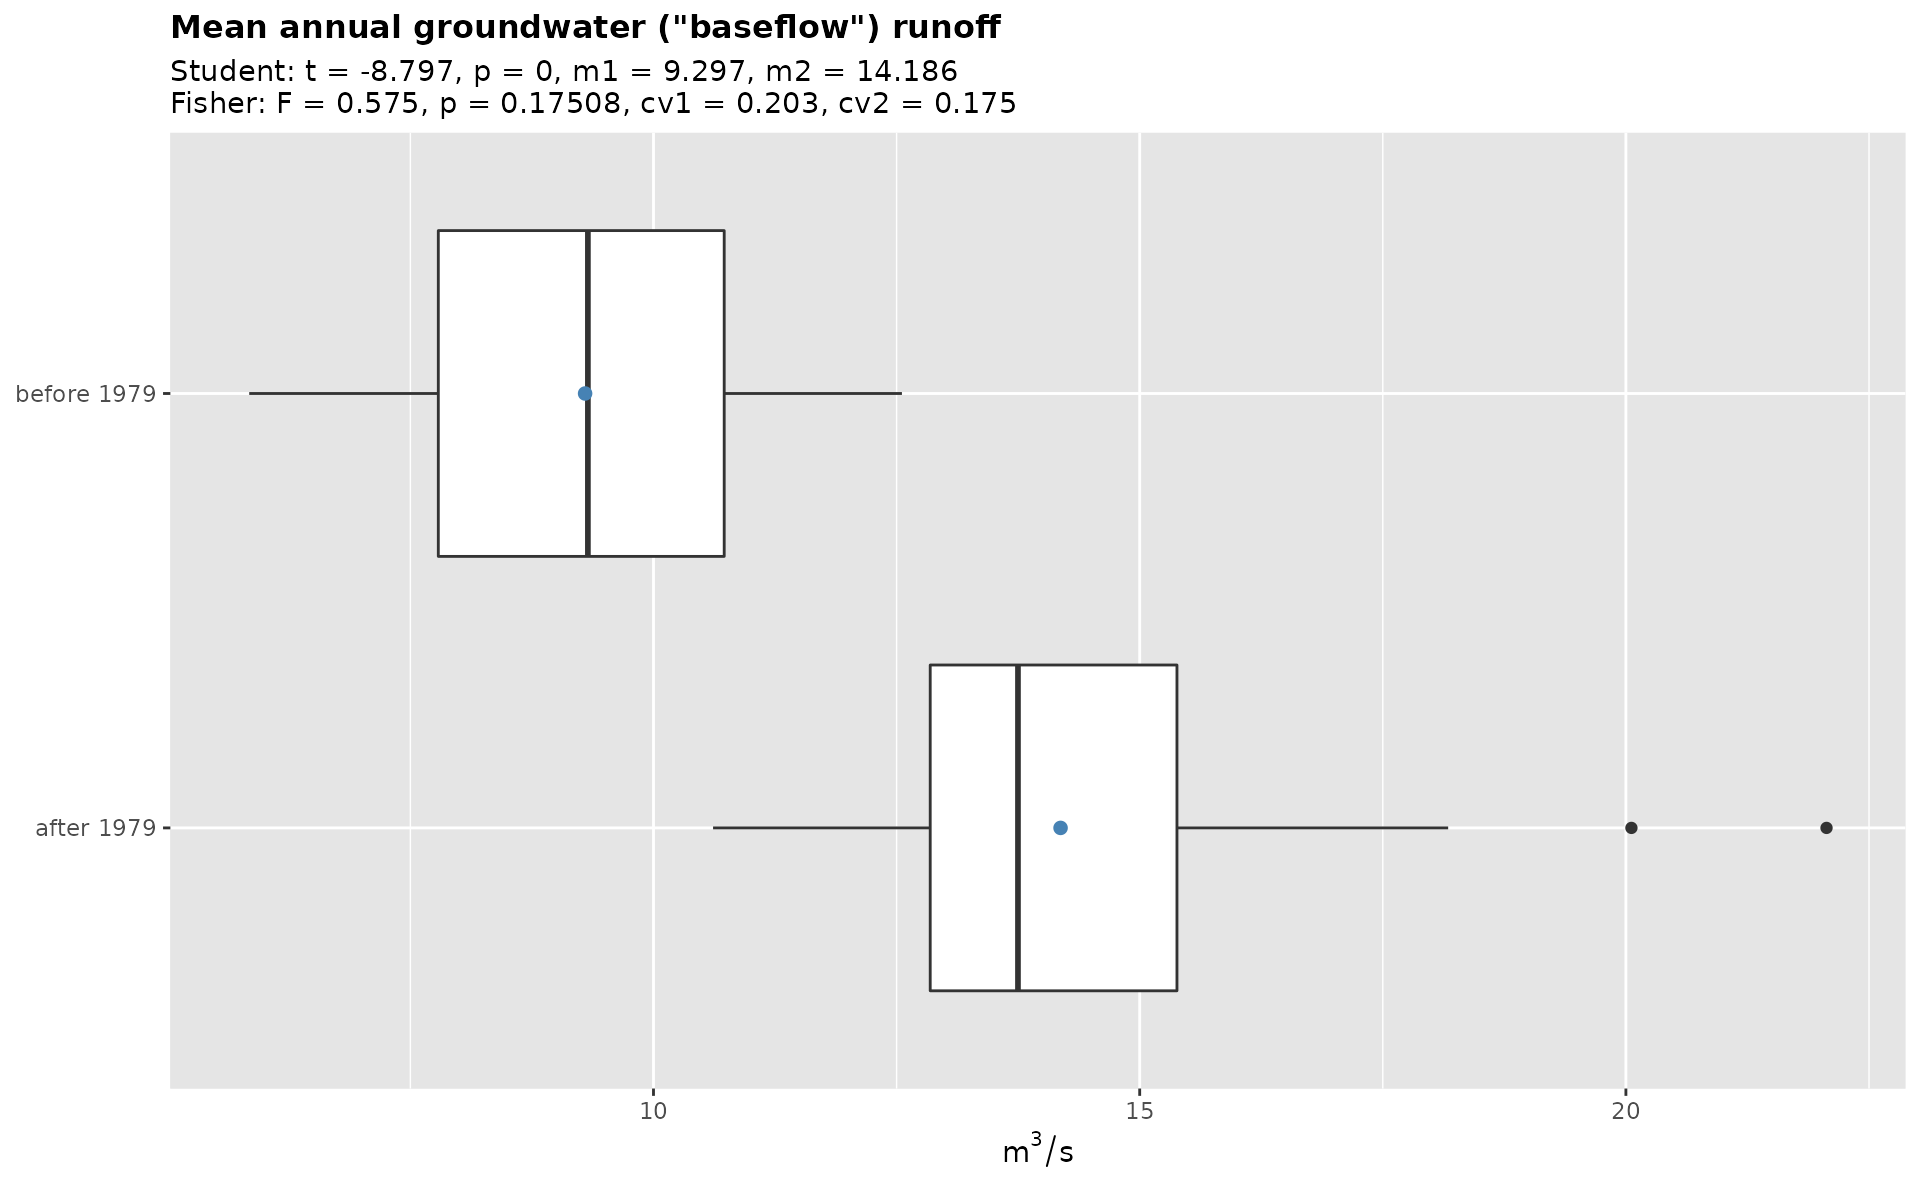 Mean annual groundwater ("baseflow") runoff
Student: t = -8.797, p = 0, m1 = 9.297, m2 = 14.186
Fisher: F = 0.575, p = 0.17508, cv1 = 0.203, cv2 = 0.175
before 1979
after 1979
10 15 20
m³/s